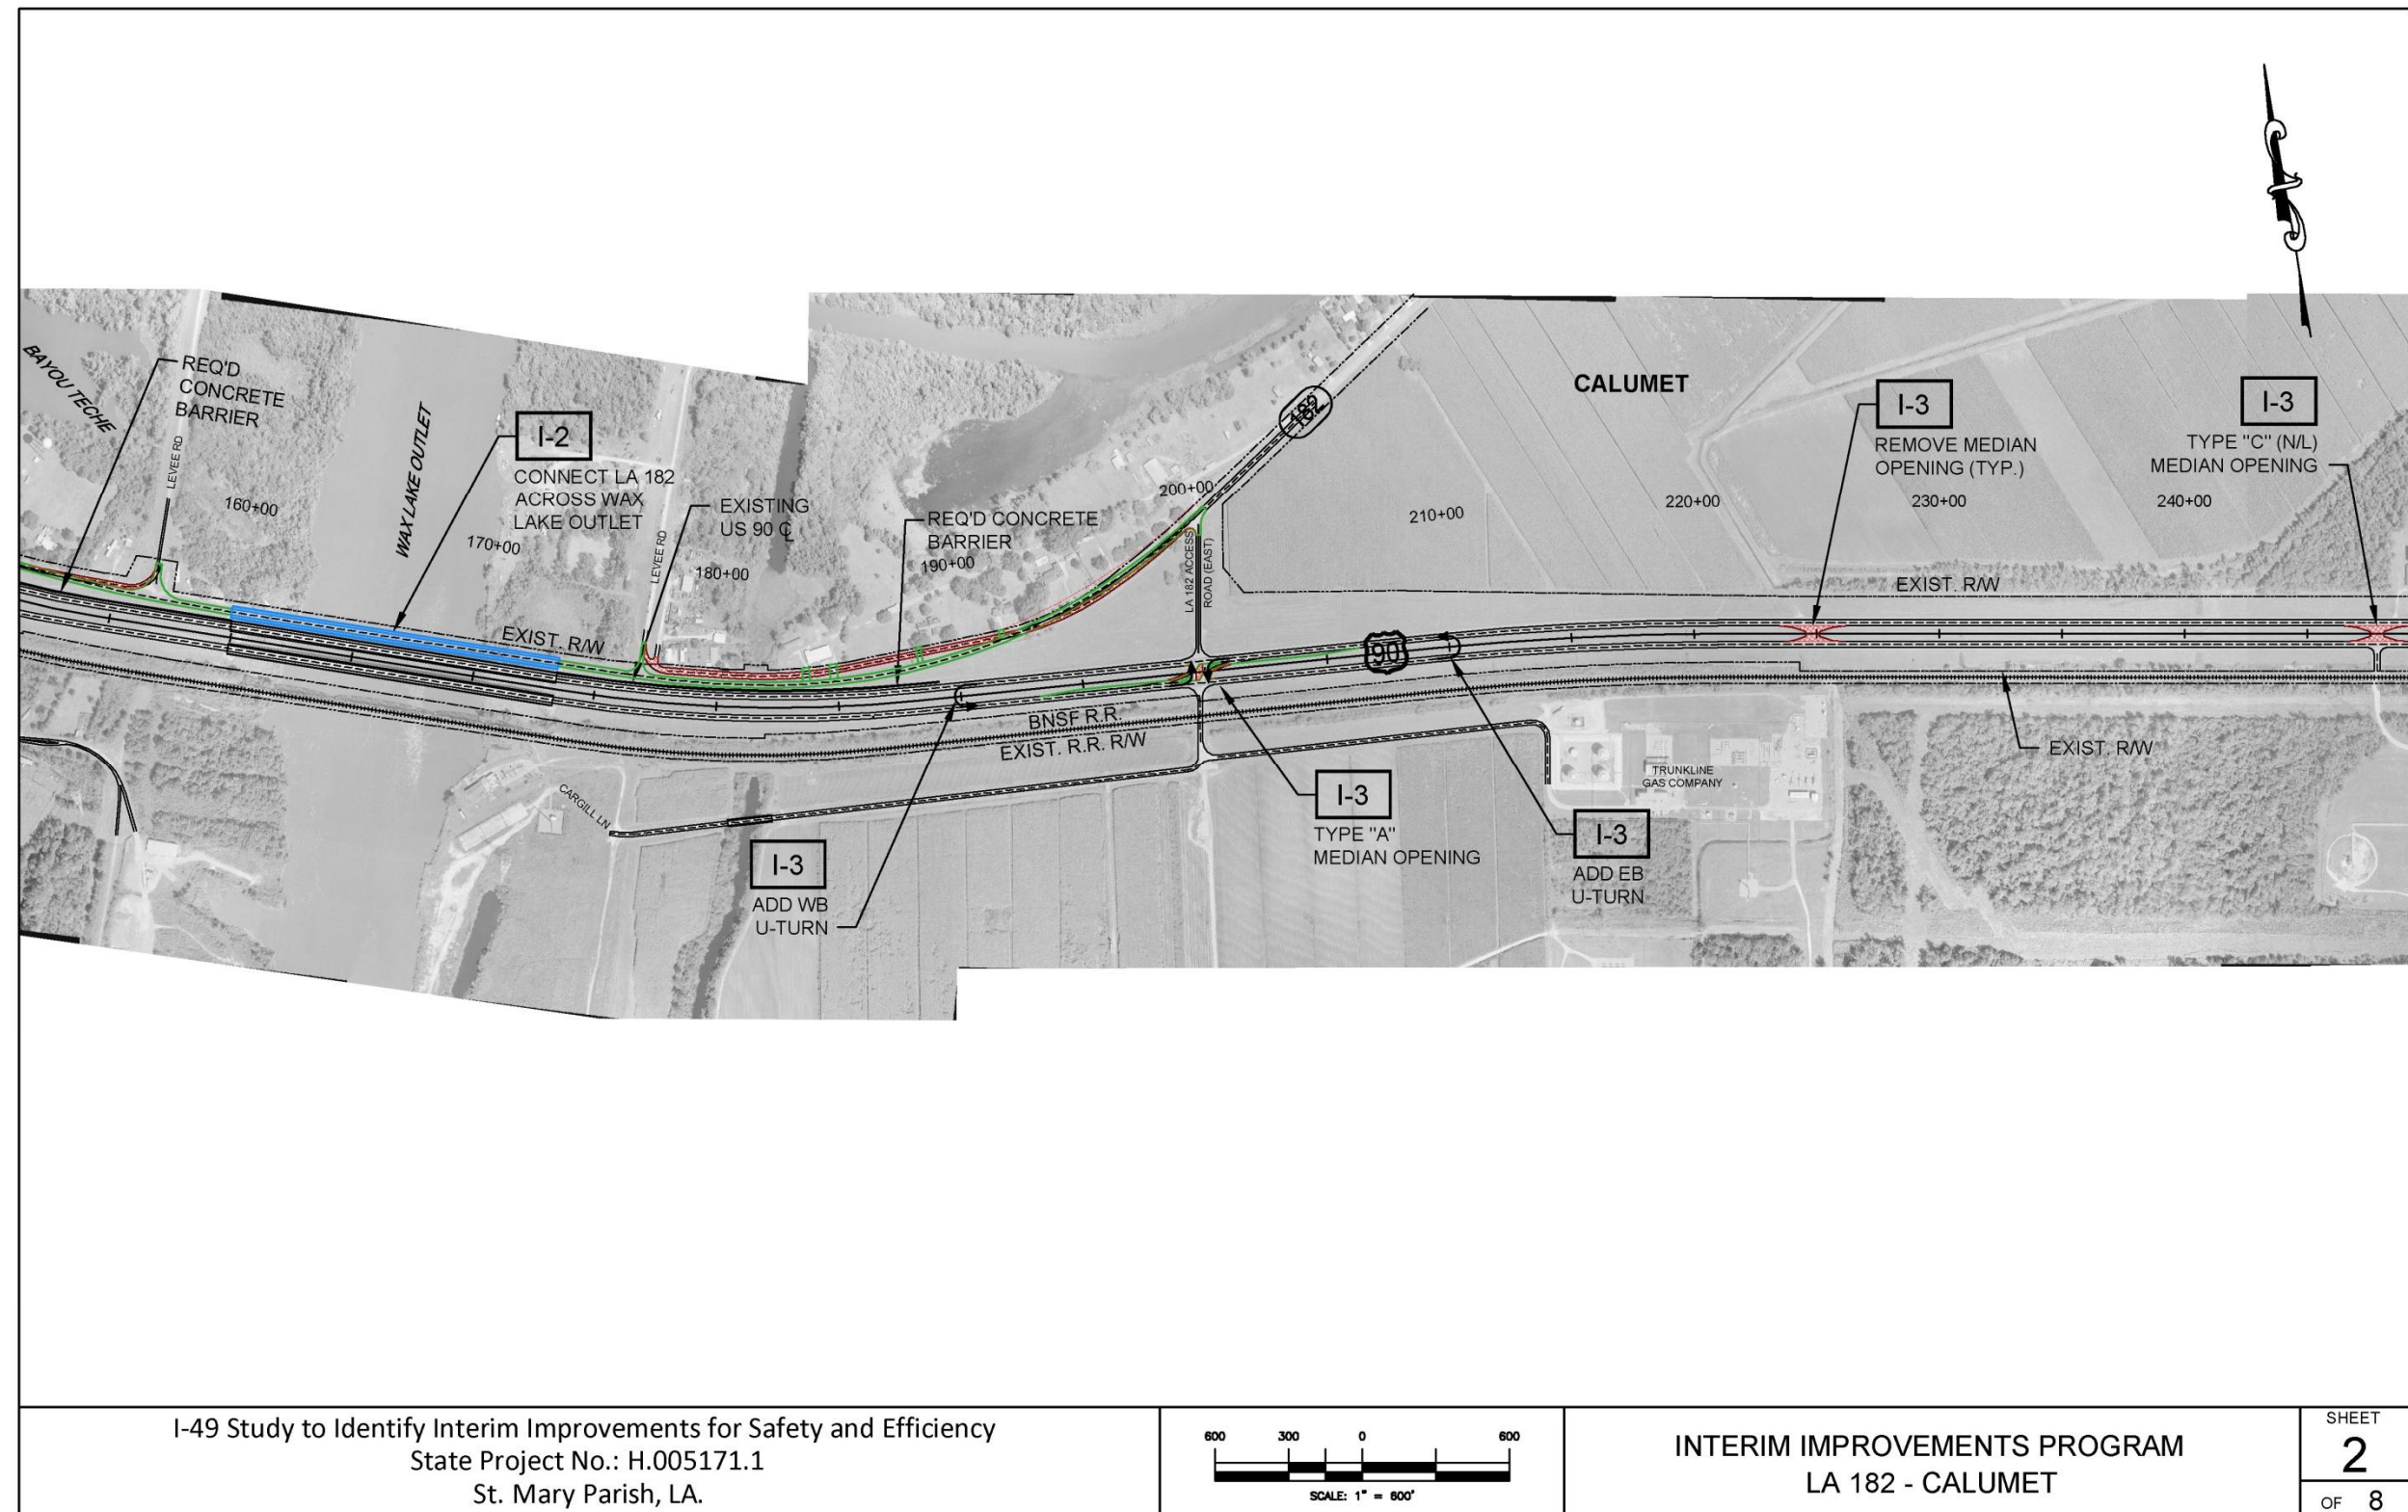 BAYOU TECHE
REQ'D
CONCRETE
BARRIER
LEVEE RD
160+00
WAX LAKE OUTLET
I-2
CONNECT LA 182
ACROSS WAX
LAKE OUTLET
170+00
EXIST. R/W
LEVEE RD
EXISTING
US 90 ℄
180+00
REQ'D CONCRETE
BARRIER
190+00
200+00
182
LA 182 ACCESS
ROAD (EAST)
210+00
CALUMET
220+00
I-3
REMOVE MEDIAN
OPENING (TYP.)
230+00
I-3
TYPE "C" (N/L)
MEDIAN OPENING
240+00
EXIST. R/W
90
BNSF R.R.
EXIST. R.R. R/W
CARGILL LN
I-3
ADD WB
U-TURN
I-3
TYPE "A"
MEDIAN OPENING
I-3
ADD EB
U-TURN
TRUNKLINE
GAS COMPANY
EXIST. R/W
I-49 Study to Identify Interim Improvements for Safety and Efficiency
State Project No.: H.005171.1
St. Mary Parish, LA.
600 300 0 600
SCALE: 1" = 600'
INTERIM IMPROVEMENTS PROGRAM
LA 182 - CALUMET
SHEET
2
OF 8